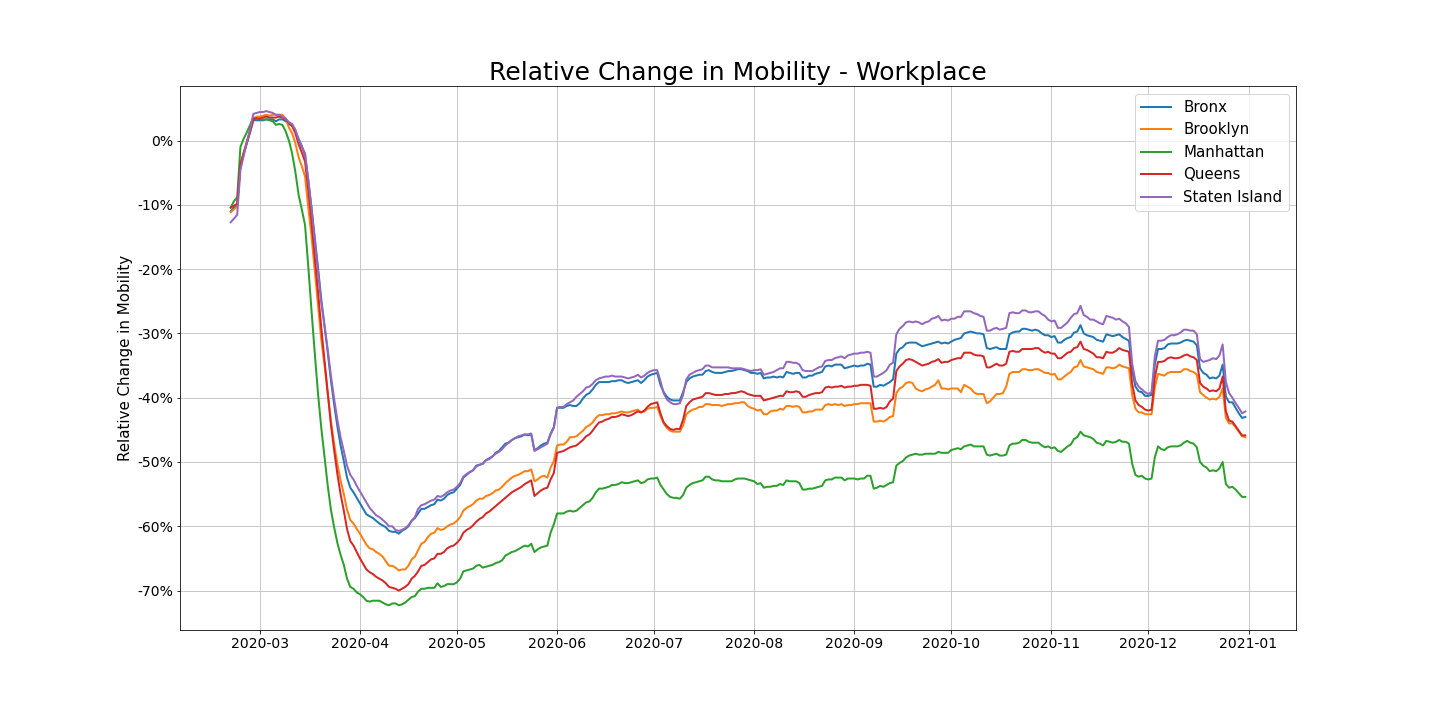 Relative Change in Mobility - Workplace
Bronx
Brooklyn
Manhattan
Queens
Staten Island
Relative Change in Mobility
0%
-10%
-20%
-30%
-40%
-50%
-60%
-70%
2020-03 2020-04 2020-05 2020-06 2020-07 2020-08 2020-09 2020-10 2020-11 2020-12 2021-01